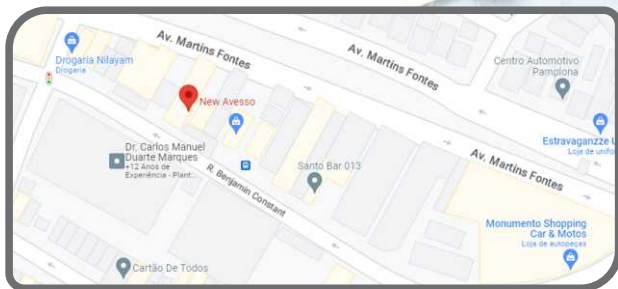 Av. Martins Fontes
Av. Martins Fontes
Drogaria Nilayam
Drogaria
Centro Automotivo
Pamplona
New Avesso
Estravaganzze U
Loja de unifo
Dr. Carlos Manuel
Duarte Marques
+12 Anos de
Experiência - Plant...
Santo Bar 013
Av. Martins Fontes
R. Benjamin Constant
Monumento Shopping
Car & Motos
Loja de autopeças
Cartão De Todos